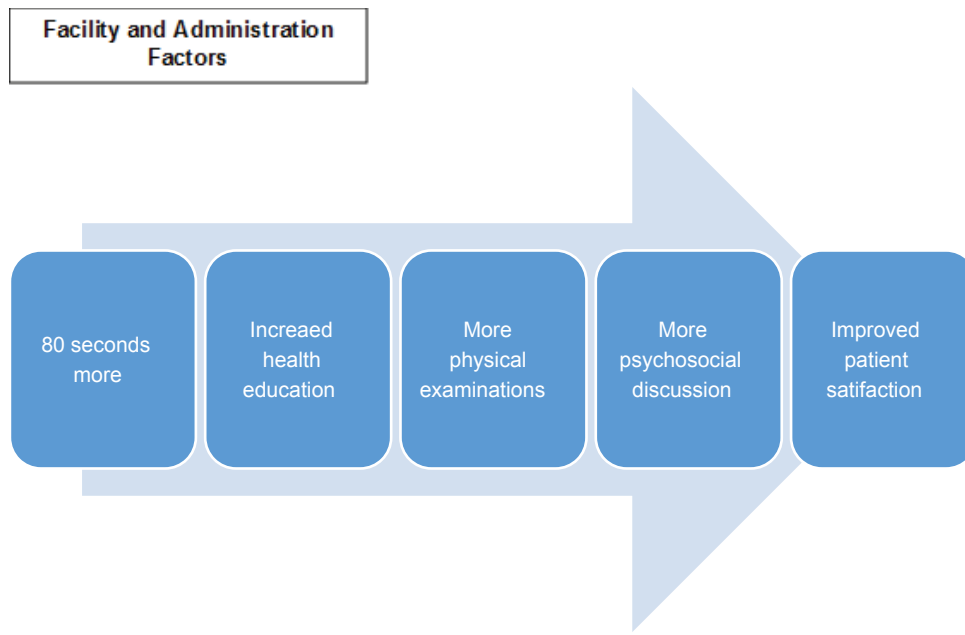 Facility and Administration
Factors
80 seconds
more
Increaed
health
education
More
physical
examinations
More
psychosocial
discussion
Improved
patient
satifaction